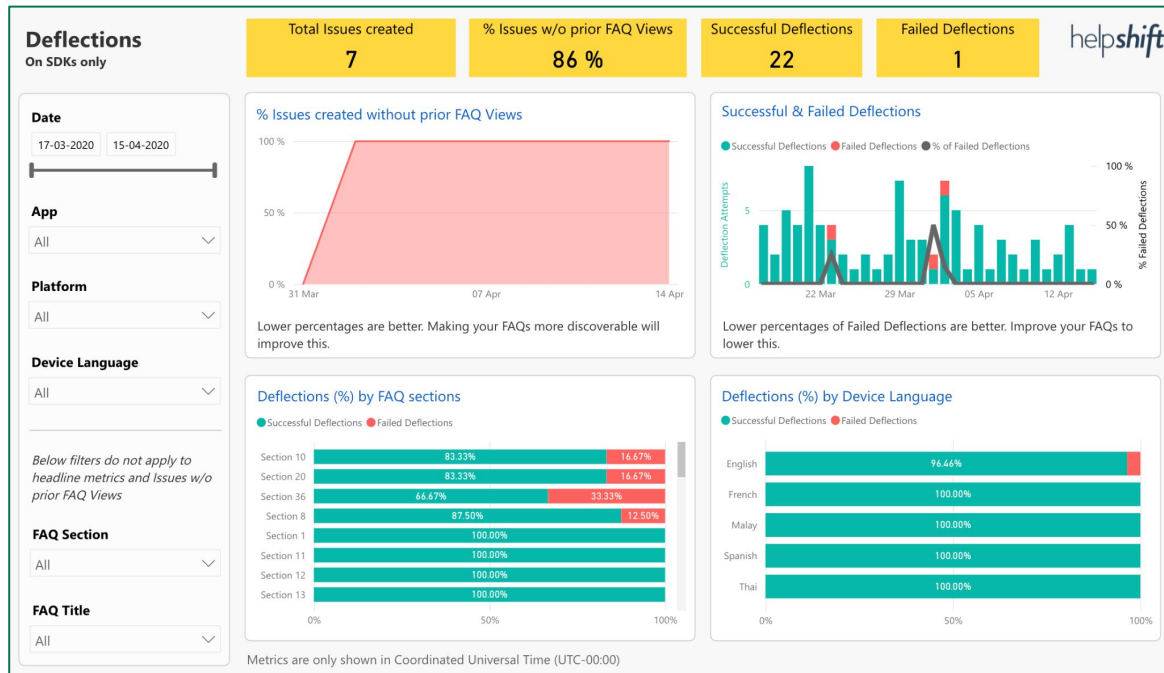 Deflections
On SDKs only
Total Issues created
7
% Issues w/o prior FAQ Views
86 %
Successful Deflections
22
Failed Deflections
1
helpshift
Date
17-03-2020 15-04-2020
App
All
Platform
All
Device Language
All
Below filters do not apply to
headline metrics and Issues w/o
prior FAQ Views
FAQ Section
All
FAQ Title
All
% Issues created without prior FAQ Views
100 %
50 %
0 %
31 Mar 07 Apr 14 Apr
Lower percentages are better. Making your FAQs more discoverable will
improve this.
Successful & Failed Deflections
Successful Deflections Failed Deflections % of Failed Deflections
Deflection Attempts
5
0
100 %
50 %
0 %
% Failed Deflections
22 Mar 29 Mar 05 Apr 12 Apr
Lower percentages of Failed Deflections are better. Improve your FAQs to
lower this.
Deflections (%) by FAQ sections
Successful Deflections Failed Deflections
Section 10 83.33% 16.67%
Section 20 83.33% 16.67%
Section 36 66.67% 33.33%
Section 8 87.50% 12.50%
Section 1 100.00%
Section 11 100.00%
Section 12 100.00%
Section 13 100.00%
0% 50% 100%
Deflections (%) by Device Language
Successful Deflections Failed Deflections
English 96.46%
French 100.00%
Malay 100.00%
Spanish 100.00%
Thai 100.00%
0% 50% 100%
Metrics are only shown in Coordinated Universal Time (UTC-00:00)